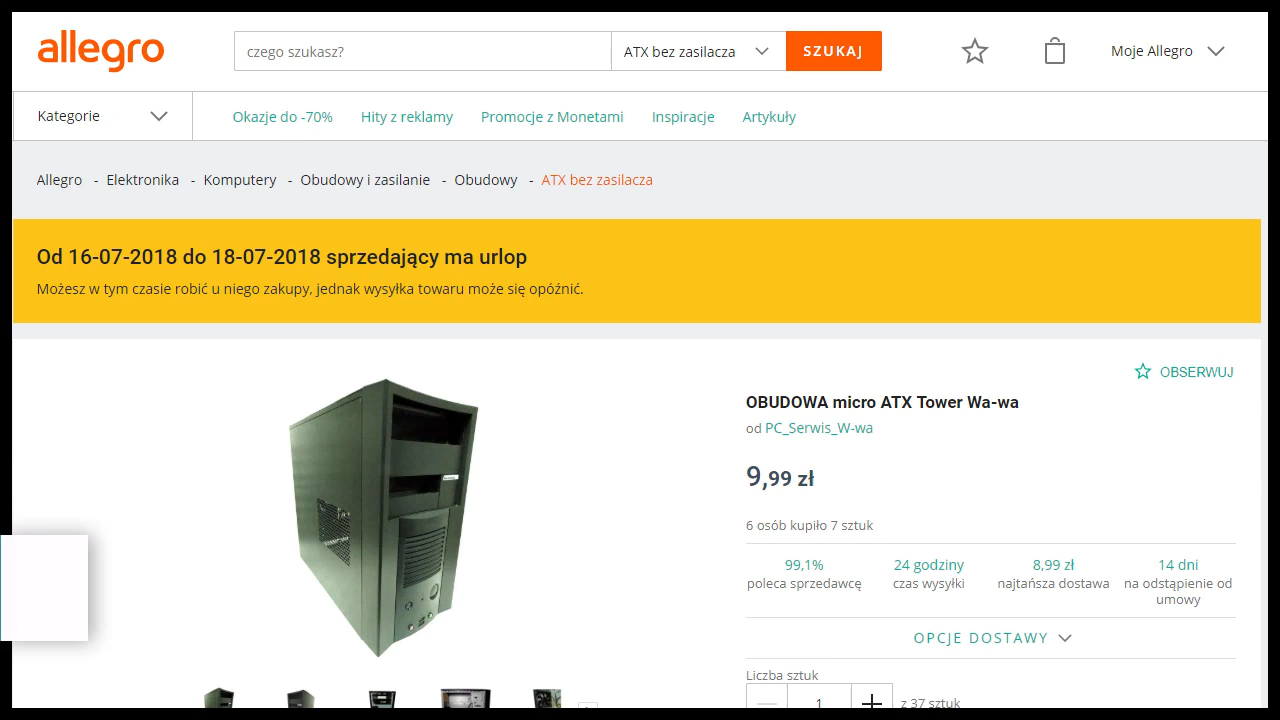 allegro
czego szukasz?
ATX bez zasilacza
SZUKAJ
Moje Allegro
Kategorie
Okazje do -70%
Hity z reklamy
Promocje z Monetami
Inspiracje
Artykuły
Allegro - Elektronika - Komputery - Obudowy i zasilanie - Obudowy - ATX bez zasilacza
Od 16-07-2018 do 18-07-2018 sprzedający ma urlop
Możesz w tym czasie robić u niego zakupy, jednak wysyłka towaru może się opóźnić.
OBSERWUJ
OBUDOWA micro ATX Tower Wa-wa
od PC_Serwis_W-wa
9,99 zł
6 osób kupiło 7 sztuk
99,1%
poleca sprzedawcę
24 godziny
czas wysyłki
8,99 zł
najtańsza dostawa
14 dni
na odstąpienie od
umowy
OPCJE DOSTAWY
Liczba sztuk
1
z 37 sztuk